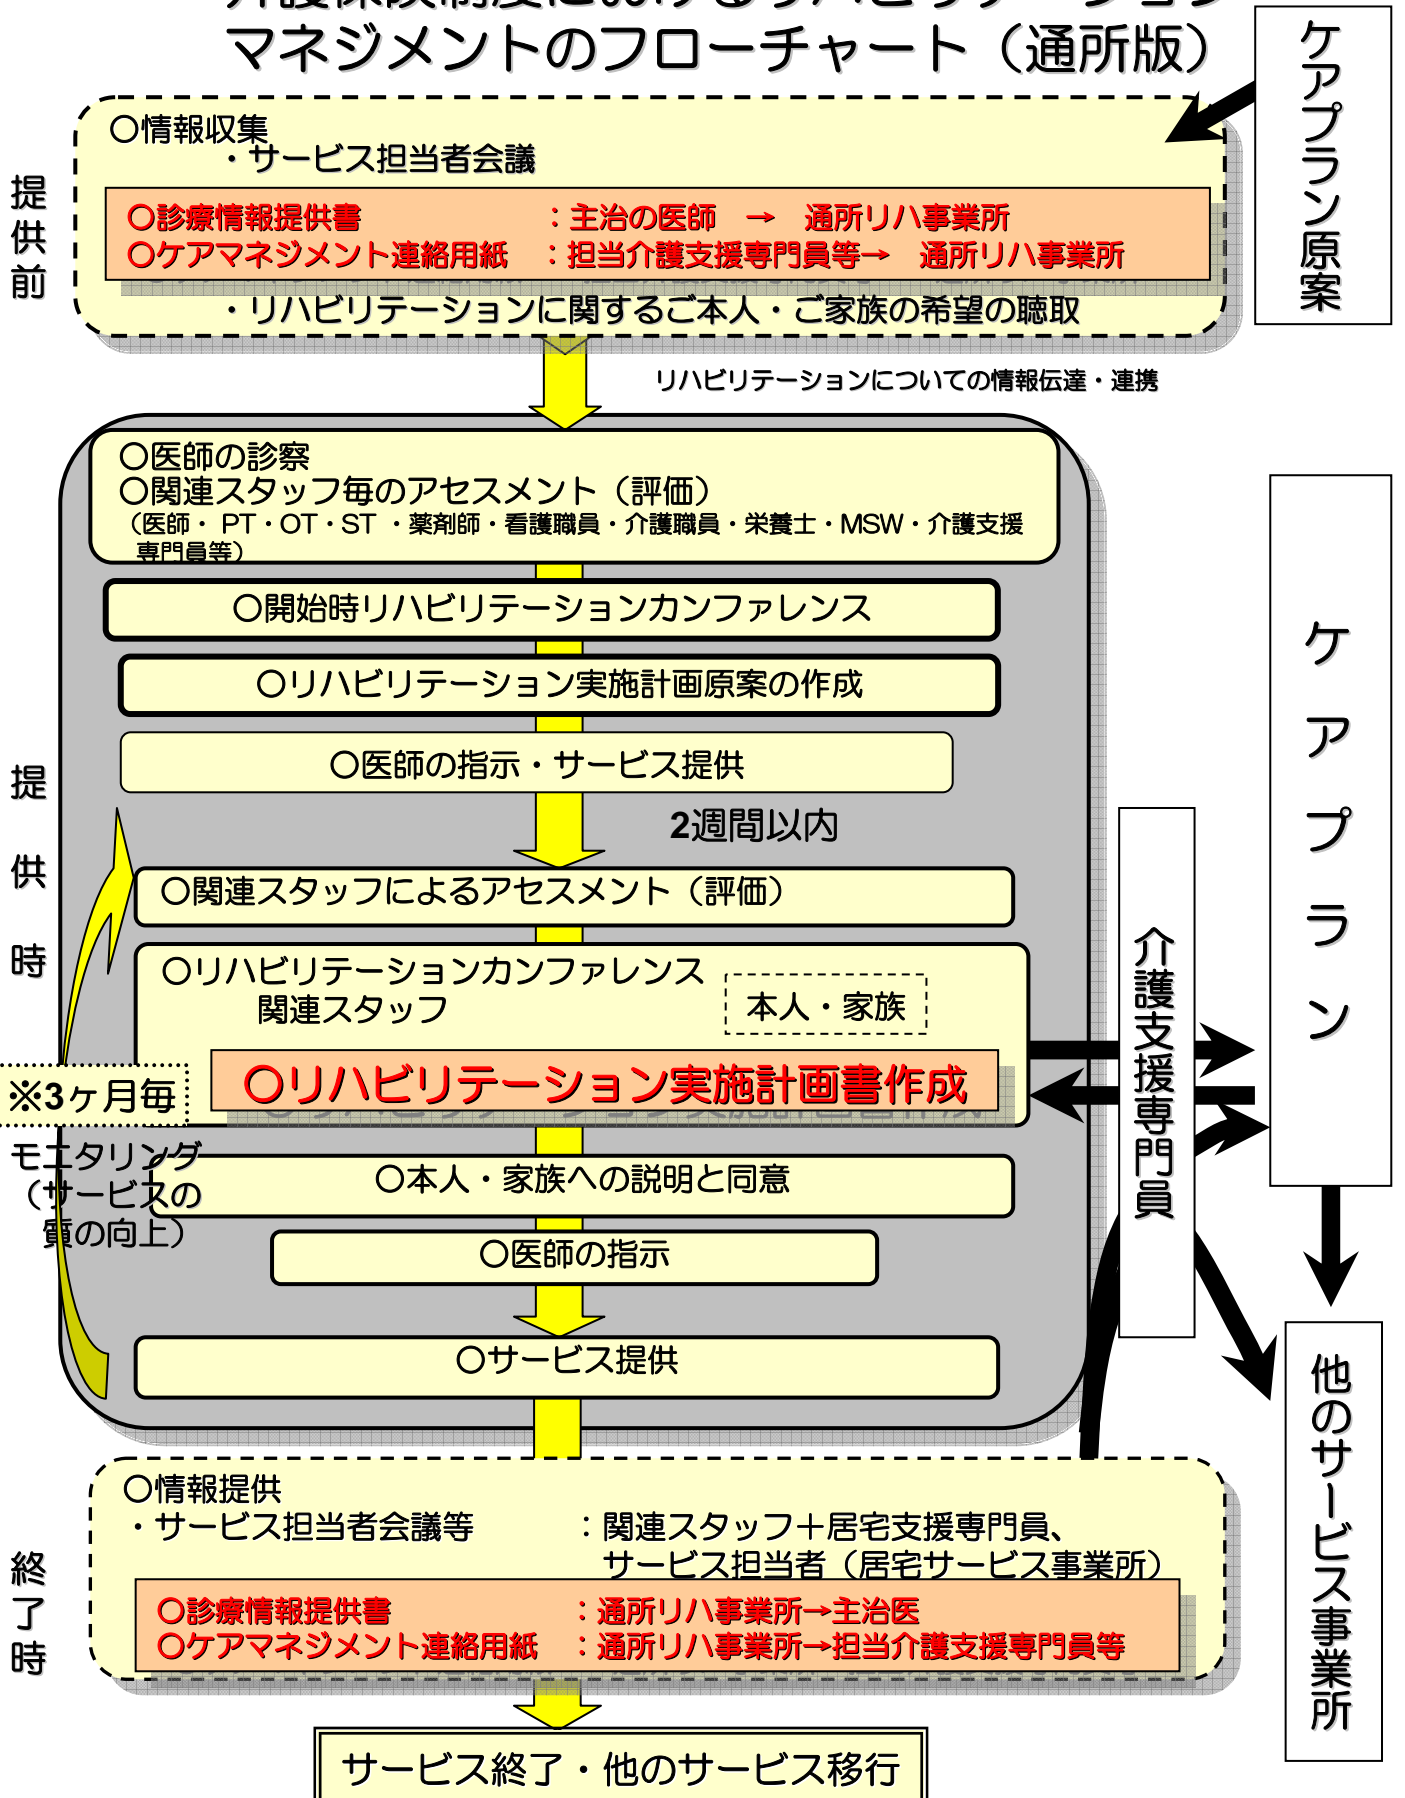 介護保険制度におけるリハビリテーション
マネジメントのフローチャート（通所版）
ケアプラン原案
提供前
○情報収集
・サービス担当者会議
○診療情報提供書　：主治の医師　→　通所リハ事業所
○ケアマネジメント連絡用紙　：担当介護支援専門員等→　通所リハ事業所
・リハビリテーションに関するご本人・ご家族の希望の聴取
リハビリテーションについての情報伝達・連携
提供時
○医師の診察
○関連スタッフ毎のアセスメント（評価）
（医師・ PT・OT・ST ・薬剤師・看護職員・介護職員・栄養士・MSW・介護支援
専門員等）
○開始時リハビリテーションカンファレンス
○リハビリテーション実施計画原案の作成
○医師の指示・サービス提供
2週間以内
○関連スタッフによるアセスメント（評価）
○リハビリテーションカンファレンス
関連スタッフ
本人・家族
○リハビリテーション実施計画書作成
※3ヶ月毎
モニタリング
（サービスの
質の向上）
○本人・家族への説明と同意
○医師の指示
○サービス提供
介護支援専門員
ケアプラン
他のサービス事業所
終了時
○情報提供
・サービス担当者会議等　：関連スタッフ＋居宅支援専門員、
サービス担当者（居宅サービス事業所）
○診療情報提供書　：通所リハ事業所→主治医
○ケアマネジメント連絡用紙　：通所リハ事業所→担当介護支援専門員等
サービス終了・他のサービス移行